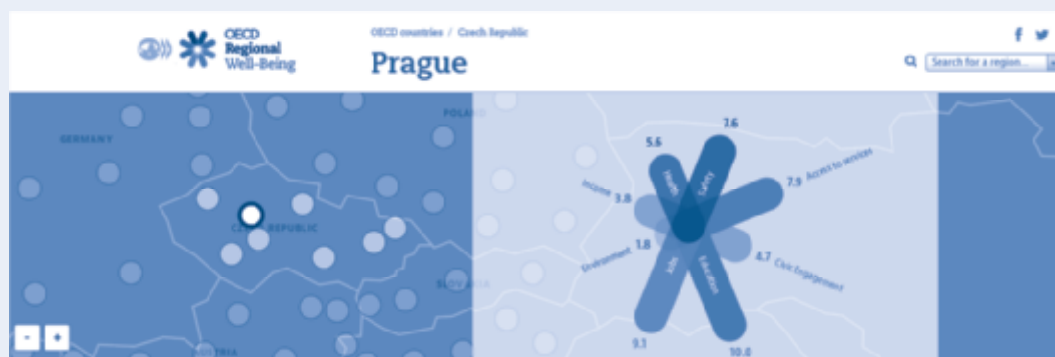 OECD
Regional
Well-Being
OECD countries / Czech Republic
Prague
Search for a region...
GERMANY
POLAND
CZECH REPUBLIC
SLOVAKIA
AUSTRIA
- +
7.6
5.6
Health
Safety
7.9 Access to services
Income 3.8
Environment 1.8
4.7 Civic Engagement
Jobs
Education
9.1
10.0